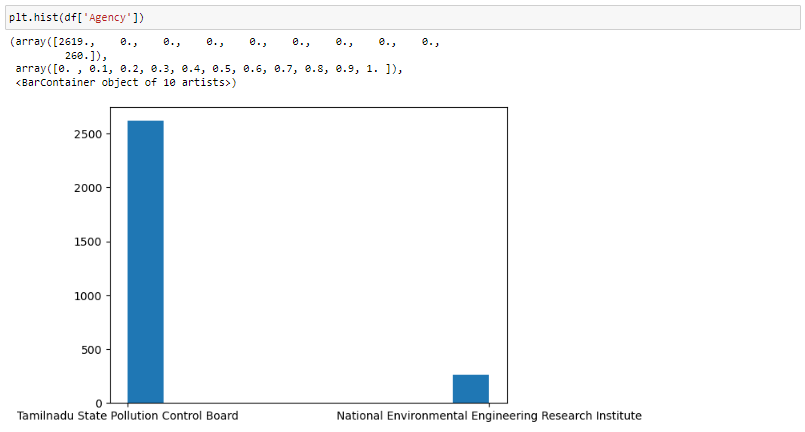 plt.hist(df['Agency'])
(array([2619., 0., 0., 0., 0., 0., 0., 0., 0.,
260.]),
array([0. , 0.1, 0.2, 0.3, 0.4, 0.5, 0.6, 0.7, 0.8, 0.9, 1. ]),
<BarContainer object of 10 artists>)
2500
2000
1500
1000
500
0
Tamilnadu State Pollution Control Board National Environmental Engineering Research Institute